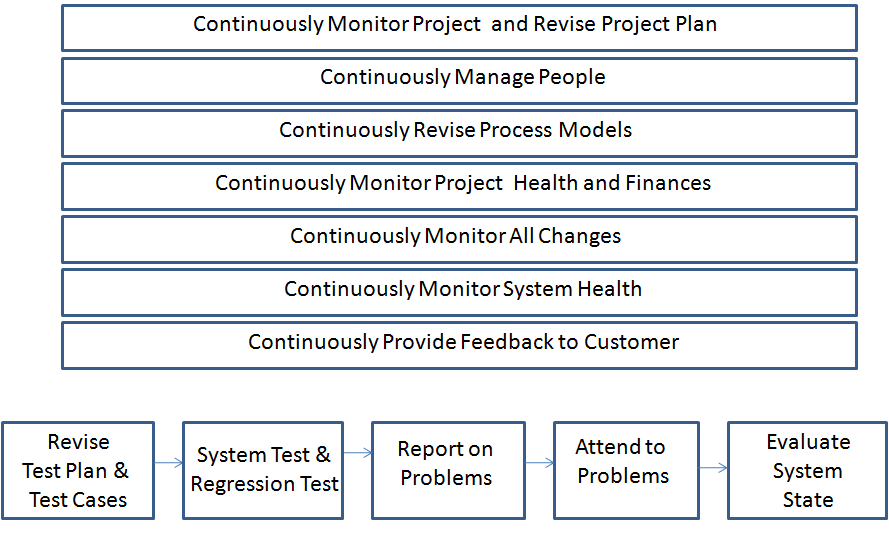 Continuously Monitor Project and Revise Project Plan
Continuously Manage People
Continuously Revise Process Models
Continuously Monitor Project Health and Finances
Continuously Monitor All Changes
Continuously Monitor System Health
Continuously Provide Feedback to Customer
Revise
Test Plan &
Test Cases
System Test &
Regression Test
Report on
Problems
Attend to
Problems
Evaluate
System
State